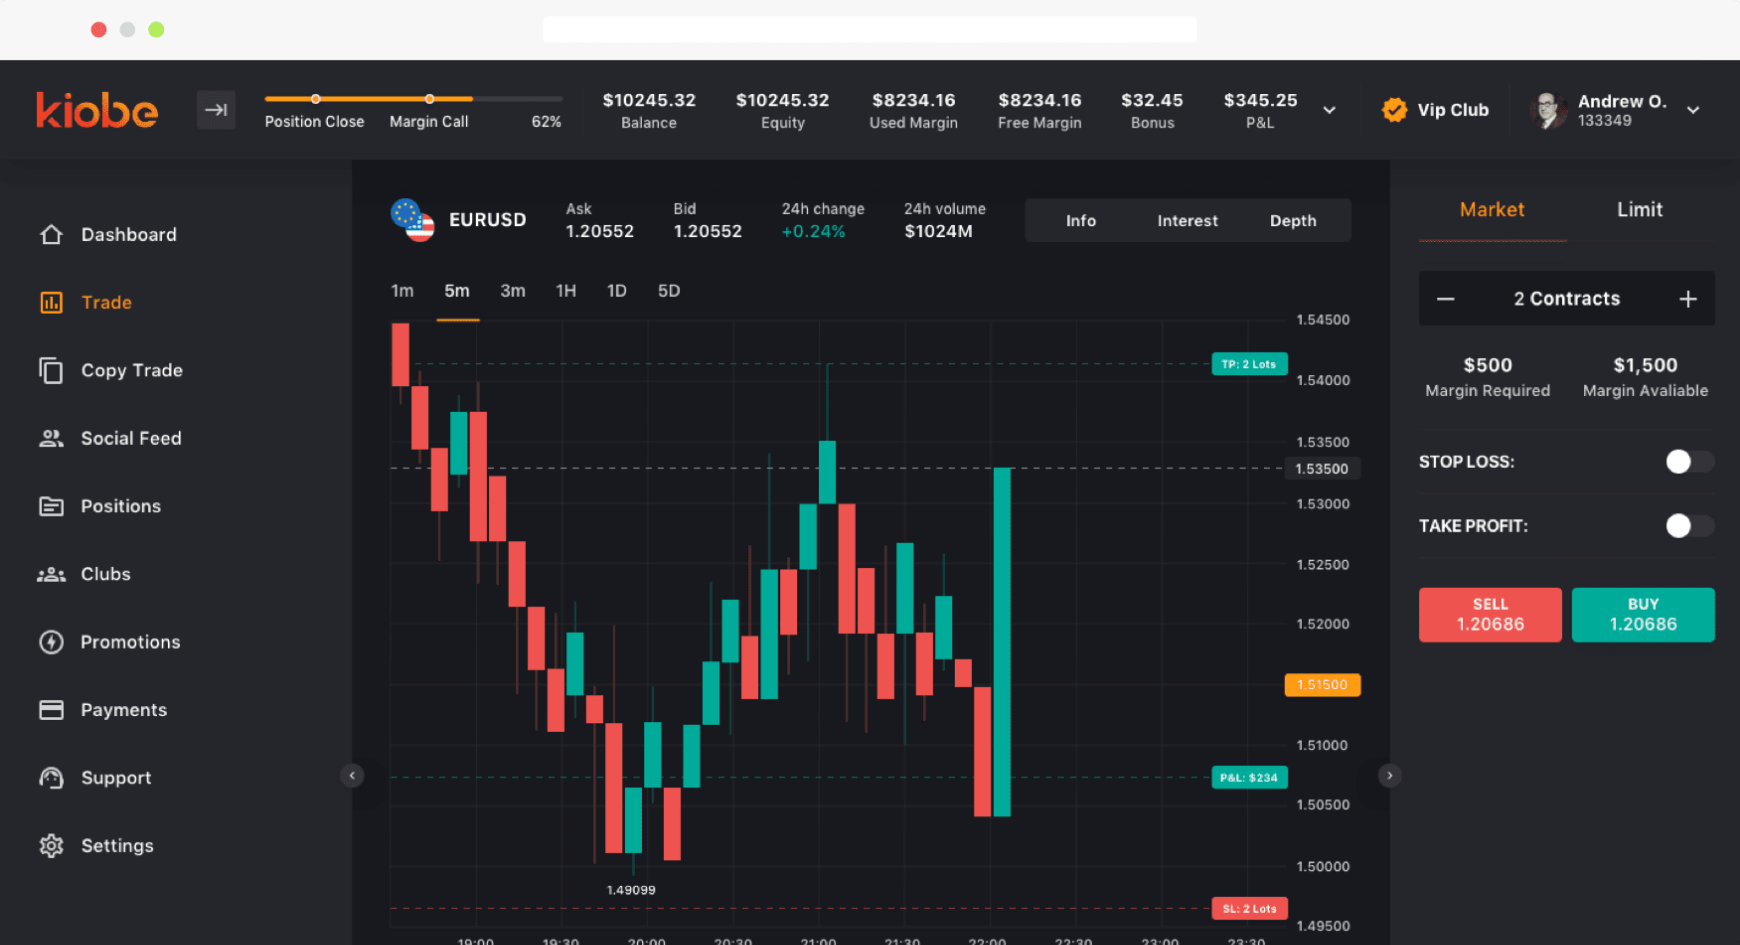 kiobe
Position Close
Margin Call
62%
$10245.32
Balance
$10245.32
Equity
$8234.16
Used Margin
$8234.16
Free Margin
$32.45
Bonus
$345.25
P&L
Vip Club
Andrew O.
133349
Dashboard
Trade
Copy Trade
Social Feed
Positions
Clubs
Promotions
Payments
Support
Settings
EURUSD
Ask
1.20552
Bid
1.20552
24h change
+0.24%
24h volume
$1024M
Info
Interest
Depth
1m
5m
3m
1H
1D
5D
1.54500
TP: 2 Lots
1.54000
1.53500
1.53500
1.53000
1.52500
1.52000
1.51500
1.51000
P&L: $234
1.50500
1.50000
1.49099
SL: 2 Lots
1.49500
19:00
19:30
20:00
20:30
21:00
21:30
22:00
22:30
23:00
23:30
Market
Limit
2 Contracts
$500
Margin Required
$1,500
Margin Avaliable
STOP LOSS:
TAKE PROFIT:
SELL
1.20686
BUY
1.20686